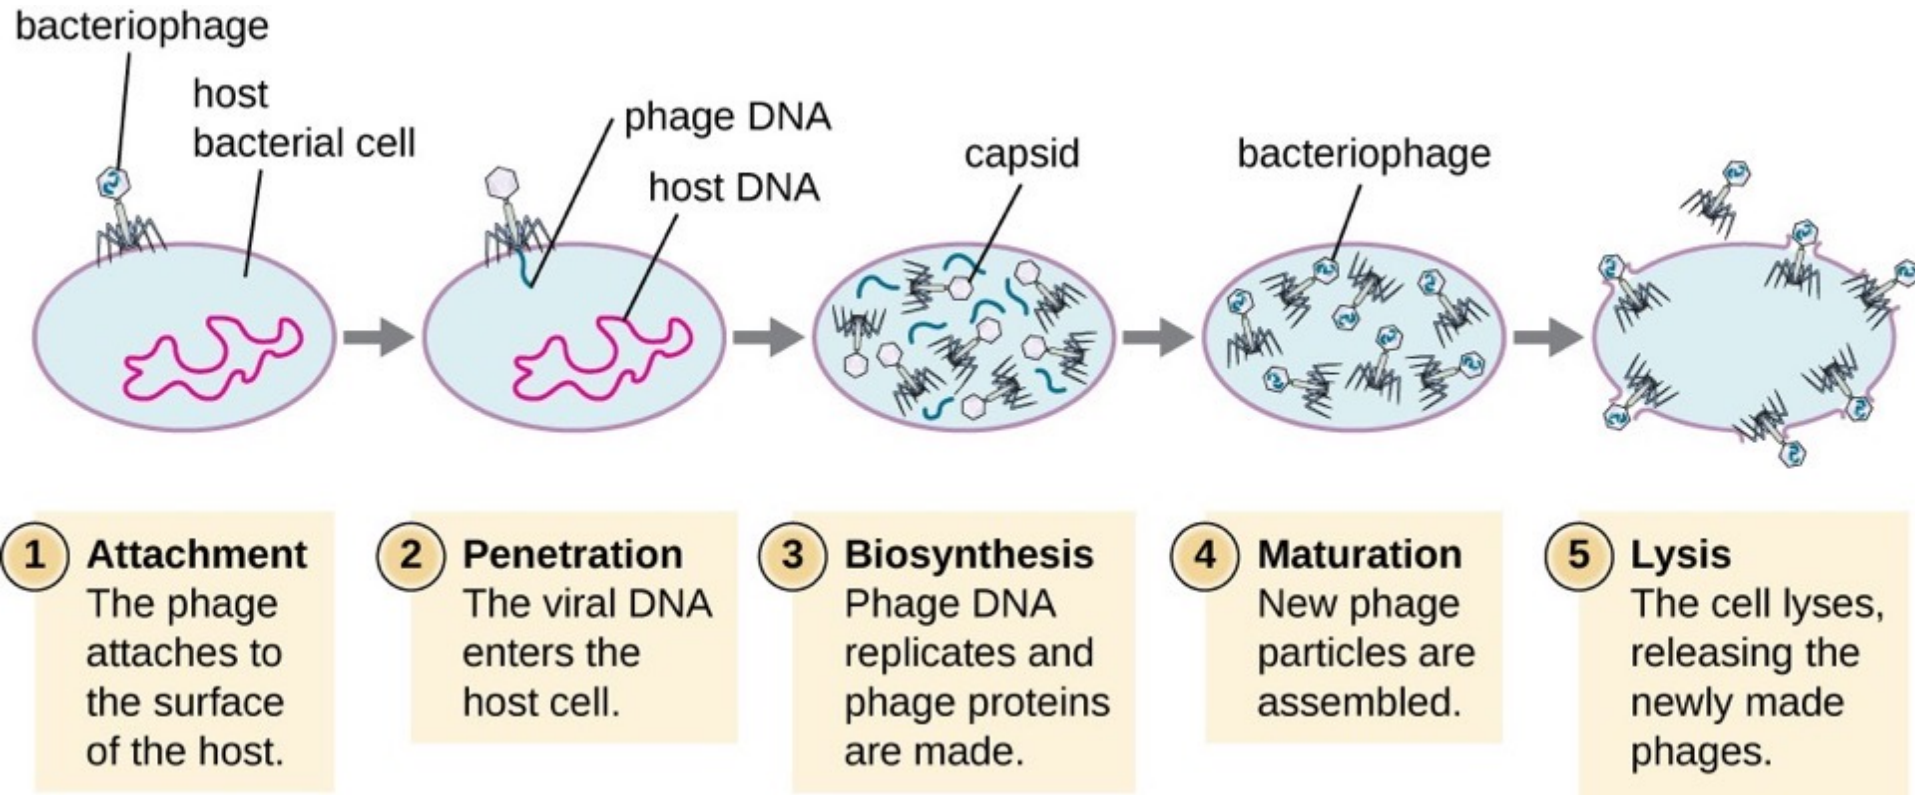 bacteriophage
host
bacterial cell
phage DNA
host DNA
capsid
bacteriophage
1 Attachment
The phage
attaches to
the surface
of the host.
2 Penetration
The viral DNA
enters the
host cell.
3 Biosynthesis
Phage DNA
replicates and
phage proteins
are made.
4 Maturation
New phage
particles are
assembled.
5 Lysis
The cell lyses,
releasing the
newly made
phages.